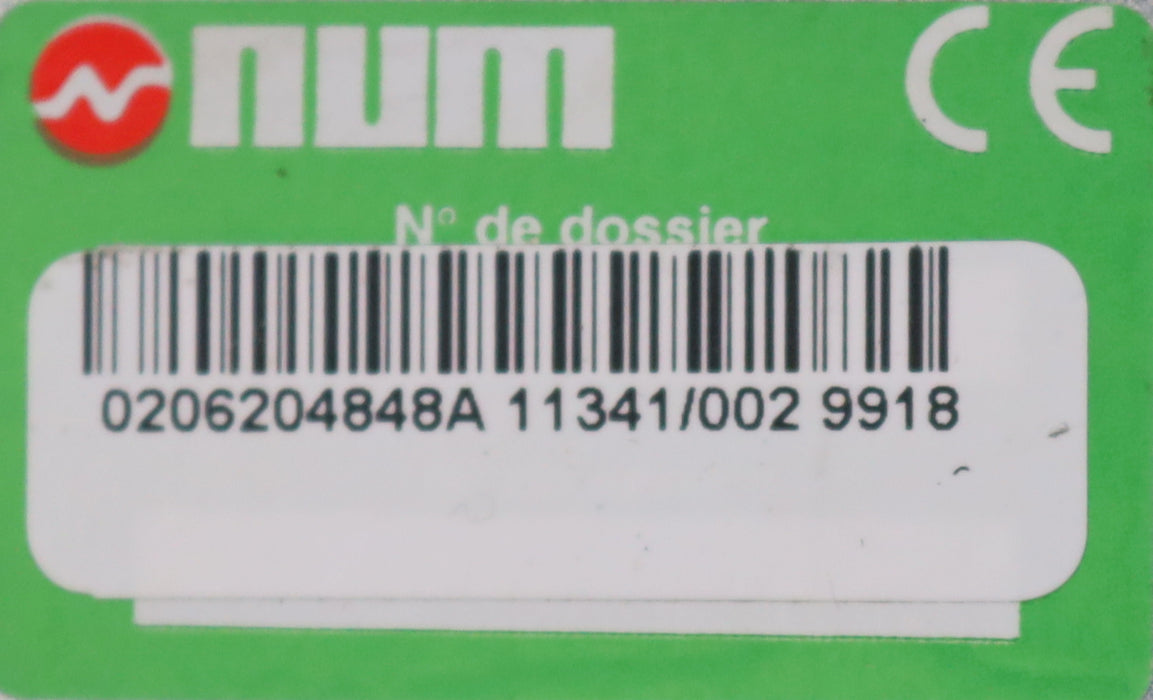 num CE
N° de dossier
0206204848A 11341/002 9918